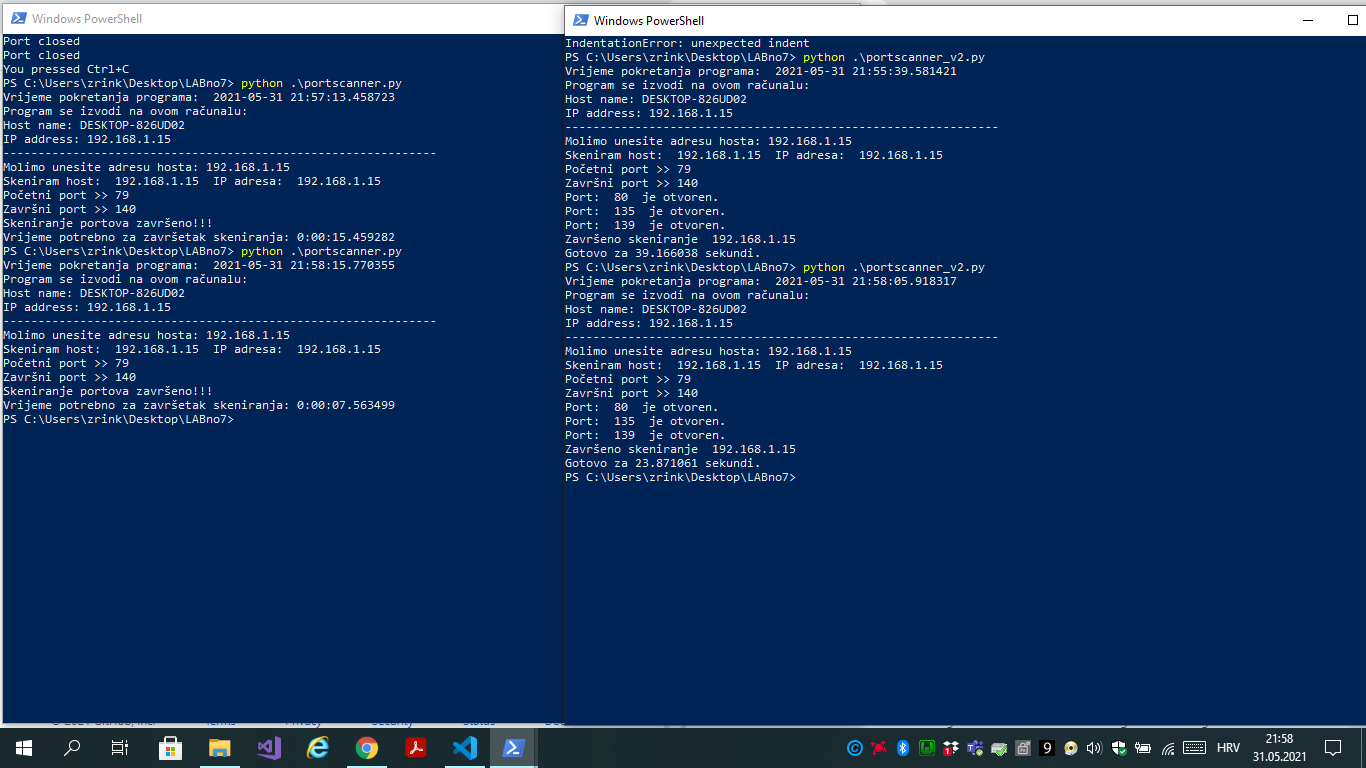 Windows PowerShell
Port closed
Port closed
You pressed Ctrl+C
PS C:\Users\zrink\Desktop\LABno7> python .\portscanner.py
Vrijeme pokretanja programa:  2021-05-31 21:57:13.458723
Program se izvodi na ovom računalu:
Host name: DESKTOP-826UD02
IP address: 192.168.1.15
--------------------------------------------------------------
Molimo unesite adresu hosta: 192.168.1.15
Skeniram host:  192.168.1.15  IP adresa:  192.168.1.15
Početni port >> 79
Završni port >> 140
Skeniranje portova završeno!!!
Vrijeme potrebno za završetak skeniranja: 0:00:15.459282
PS C:\Users\zrink\Desktop\LABno7> python .\portscanner.py
Vrijeme pokretanja programa:  2021-05-31 21:58:15.770355
Program se izvodi na ovom računalu:
Host name: DESKTOP-826UD02
IP address: 192.168.1.15
--------------------------------------------------------------
Molimo unesite adresu hosta: 192.168.1.15
Skeniram host:  192.168.1.15  IP adresa:  192.168.1.15
Početni port >> 79
Završni port >> 140
Skeniranje portova završeno!!!
Vrijeme potrebno za završetak skeniranja: 0:00:07.563499
PS C:\Users\zrink\Desktop\LABno7>
Windows PowerShell
IndentationError: unexpected indent
PS C:\Users\zrink\Desktop\LABno7> python .\portscanner_v2.py
Vrijeme pokretanja programa:  2021-05-31 21:55:39.581421
Program se izvodi na ovom računalu:
Host name: DESKTOP-826UD02
IP address: 192.168.1.15
--------------------------------------------------------------
Molimo unesite adresu hosta: 192.168.1.15
Skeniram host:  192.168.1.15  IP adresa:  192.168.1.15
Početni port >> 79
Završni port >> 140
Port:  80  je otvoren.
Port:  135  je otvoren.
Port:  139  je otvoren.
Završeno skeniranje  192.168.1.15
Gotovo za 39.166038 sekundi.
PS C:\Users\zrink\Desktop\LABno7> python .\portscanner_v2.py
Vrijeme pokretanja programa:  2021-05-31 21:58:05.918317
Program se izvodi na ovom računalu:
Host name: DESKTOP-826UD02
IP address: 192.168.1.15
--------------------------------------------------------------
Molimo unesite adresu hosta: 192.168.1.15
Skeniram host:  192.168.1.15  IP adresa:  192.168.1.15
Početni port >> 79
Završni port >> 140
Port:  80  je otvoren.
Port:  135  je otvoren.
Port:  139  je otvoren.
Završeno skeniranje  192.168.1.15
Gotovo za 23.871061 sekundi.
PS C:\Users\zrink\Desktop\LABno7>
9
HRV
21:58
31.05.2021